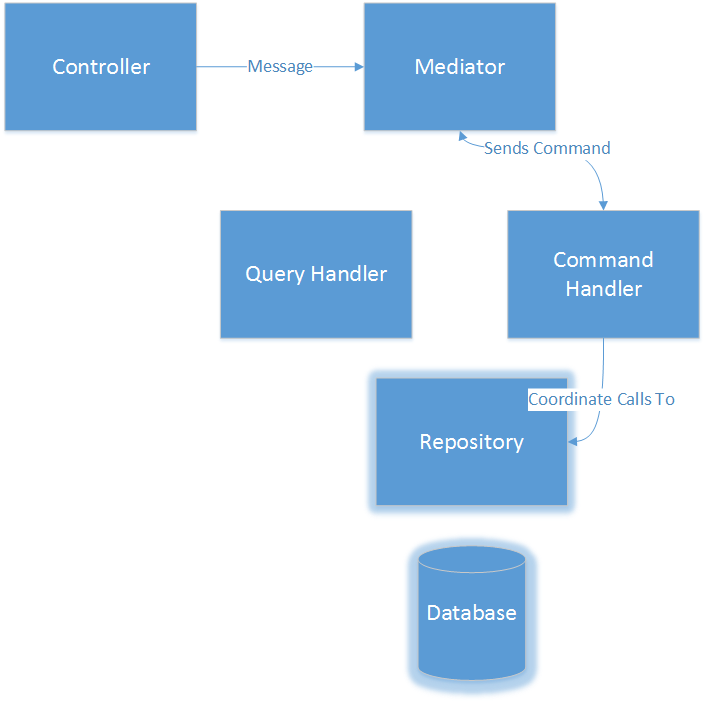 Controller
Message
Mediator
Sends Command
Query Handler
Command
Handler
Coordinate Calls To
Repository
Database